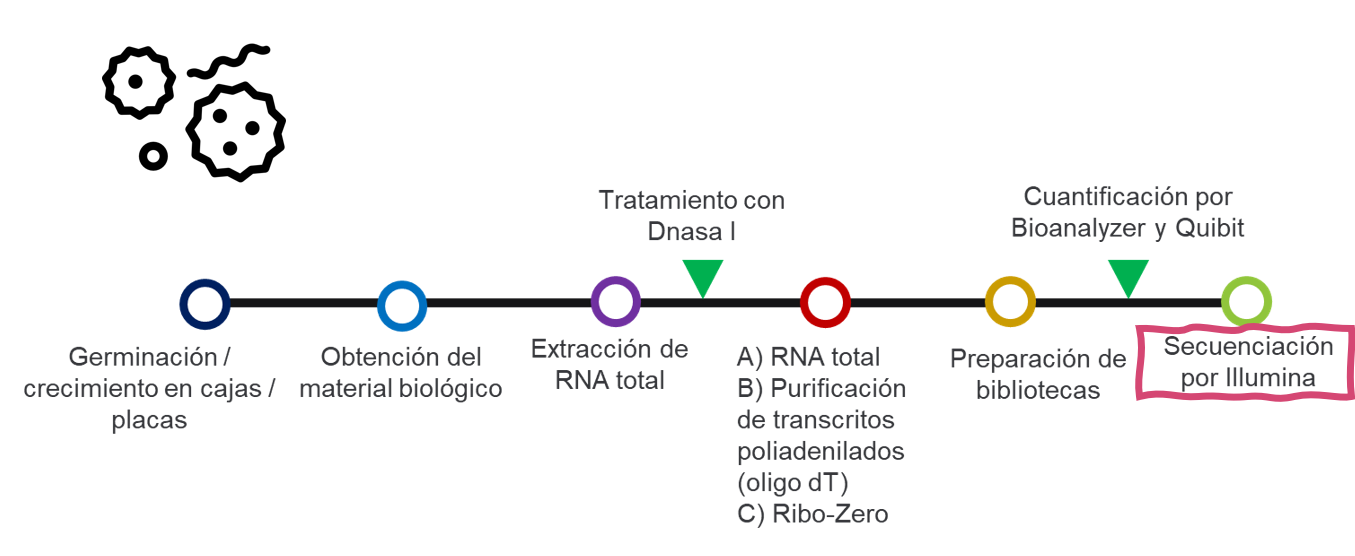 Tratamiento con
Dnasa I
Cuantificación por
Bioanalyzer y Quibit
Germinación /
crecimiento en cajas /
placas
Obtención del
material biológico
Extracción de
RNA total
A) RNA total
B) Purificación
de transcritos
poliadenilados
(oligo dT)
C) Ribo-Zero
Preparación de
bibliotecas
Secuenciación
por Illumina